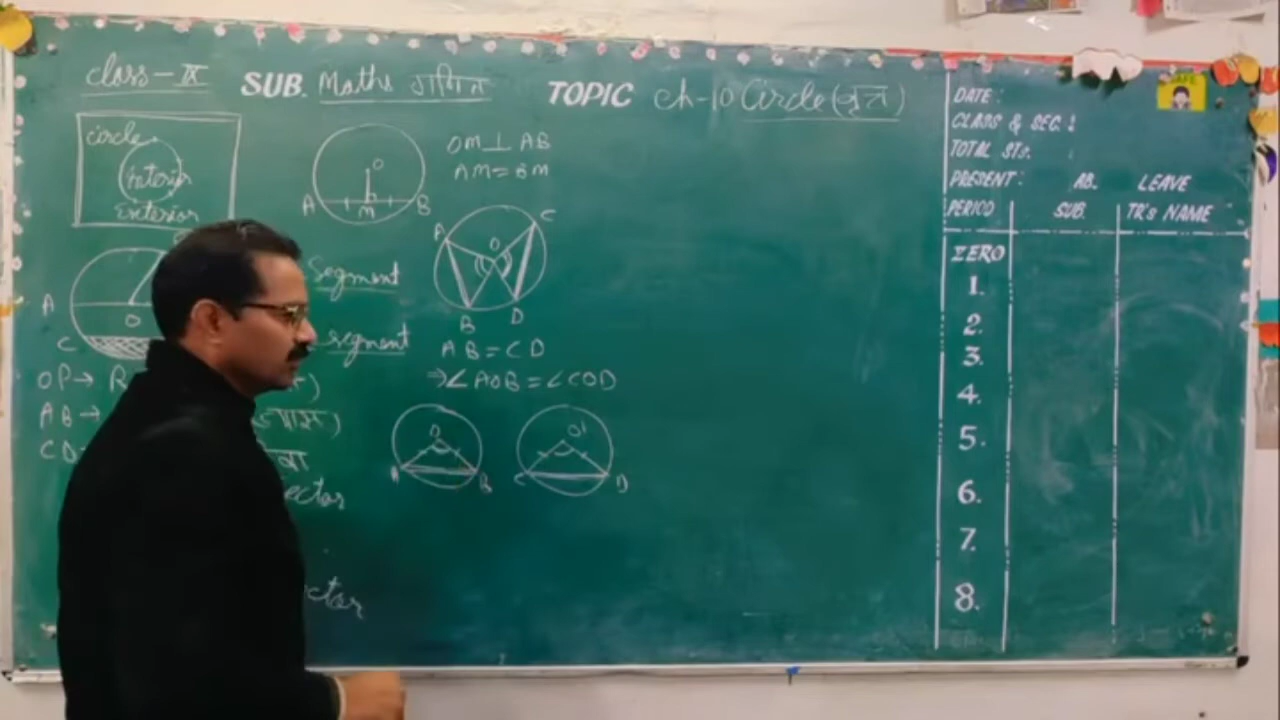 class-IX SUB. Maths गणित TOPIC ch-10 Circle (वृत्त)
circle
Interior
Exterior
O
A M B
OM⊥AB
AM=BM
A C
O
B D
AB=CD
⇒∠AOB=∠COD
Segment
segment
A O
C
OP→ R
AB→
CD
ector
ctor
O
A B
O'
C D
DATE:
CLASS & SEC:
TOTAL STS.
PRESENT: AB. LEAVE
PERIOD SUB. TR's NAME
ZERO
1.
2.
3.
4.
5.
6.
7.
8.